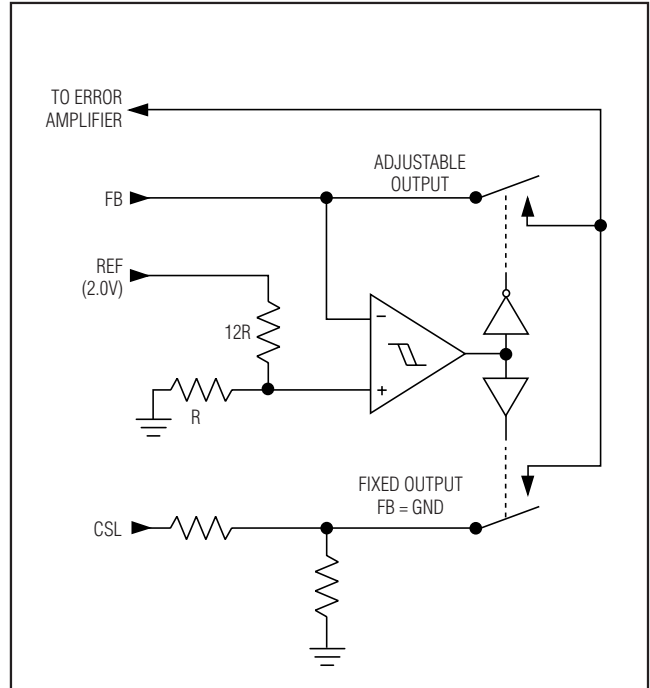 TO ERROR
AMPLIFIER
ADJUSTABLE
OUTPUT
FB
REF
(2.0V)
12R
−
+
R
FIXED OUTPUT
FB = GND
CSL